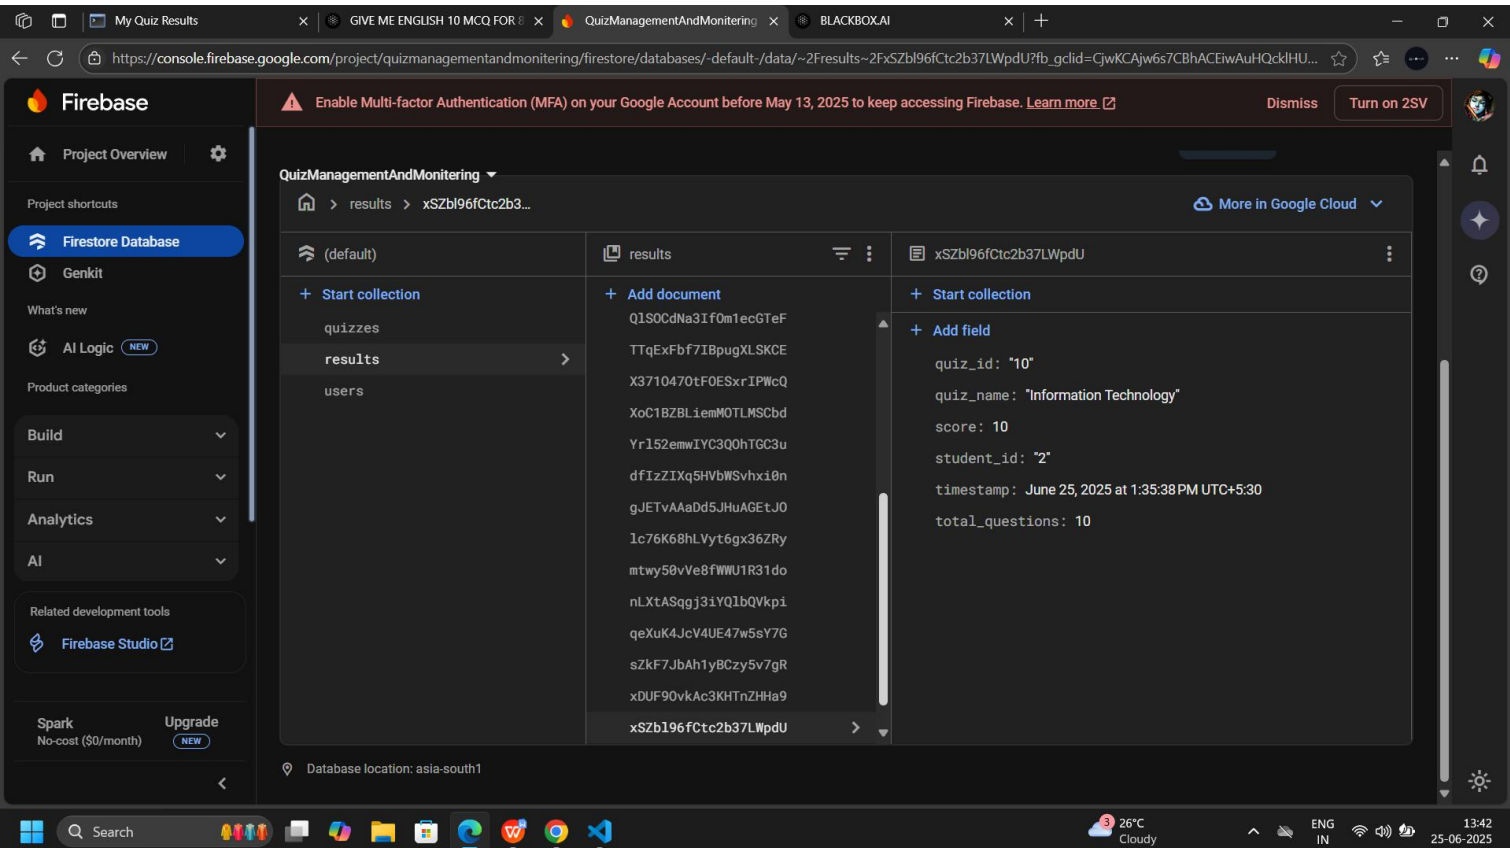 My Quiz Results
GIVE ME ENGLISH 10 MCQ FOR 8
QuizManagementAndMonitering
BLACKBOX.AI
https://console.firebase.google.com/project/quizmanagementandmonitering/firestore/databases/-default-/data/~2Fresults~2FxSZbl96fCtc2b37LWpdU?fb_gclid=CjwKCAjw6s7CBhACEiwAuHQcklHU...
Firebase
Enable Multi-factor Authentication (MFA) on your Google Account before May 13, 2025 to keep accessing Firebase. Learn more
Dismiss
Turn on 2SV
Project Overview
Project shortcuts
Firestore Database
Genkit
What's new
AI Logic NEW
Product categories
Build
Run
Analytics
AI
Related development tools
Firebase Studio
Spark
No-cost ($0/month)
Upgrade
NEW
QuizManagementAndMonitering
results > xSZbl96fCtc2b3...
More in Google Cloud
(default)
+ Start collection
quizzes
results
users
results
+ Add document
QlSOCdNa3IfOm1ecGTeF
TTqExFbf7IBpugXLSKCE
X371O47OtFOESxrIPWcQ
XoC1BZBLiemMOTLMSCbd
Yrl52emwIYC3QOhTGC3u
dfIzZIXq5HVbWSvhxi0n
gJETvAAaDd5JHuAGEtJO
lc76K68hLVyt6gx36ZRy
mtwy50vVe8fWWU1R31do
nLXtASqgj3iYQlbQVkpi
qeXuK4JcV4UE47w5sY7G
sZkF7JbAh1yBCzy5v7gR
xDUF9OvkAc3KHTnZHHa9
xSZbl96fCtc2b37LWpdU
xSZbl96fCtc2b37LWpdU
+ Start collection
+ Add field
quiz_id: "10"
quiz_name: "Information Technology"
score: 10
student_id: "2"
timestamp: June 25, 2025 at 1:35:38 PM UTC+5:30
total_questions: 10
Database location: asia-south1
Search
3
26°C
Cloudy
ENG
IN
13:42
25-06-2025